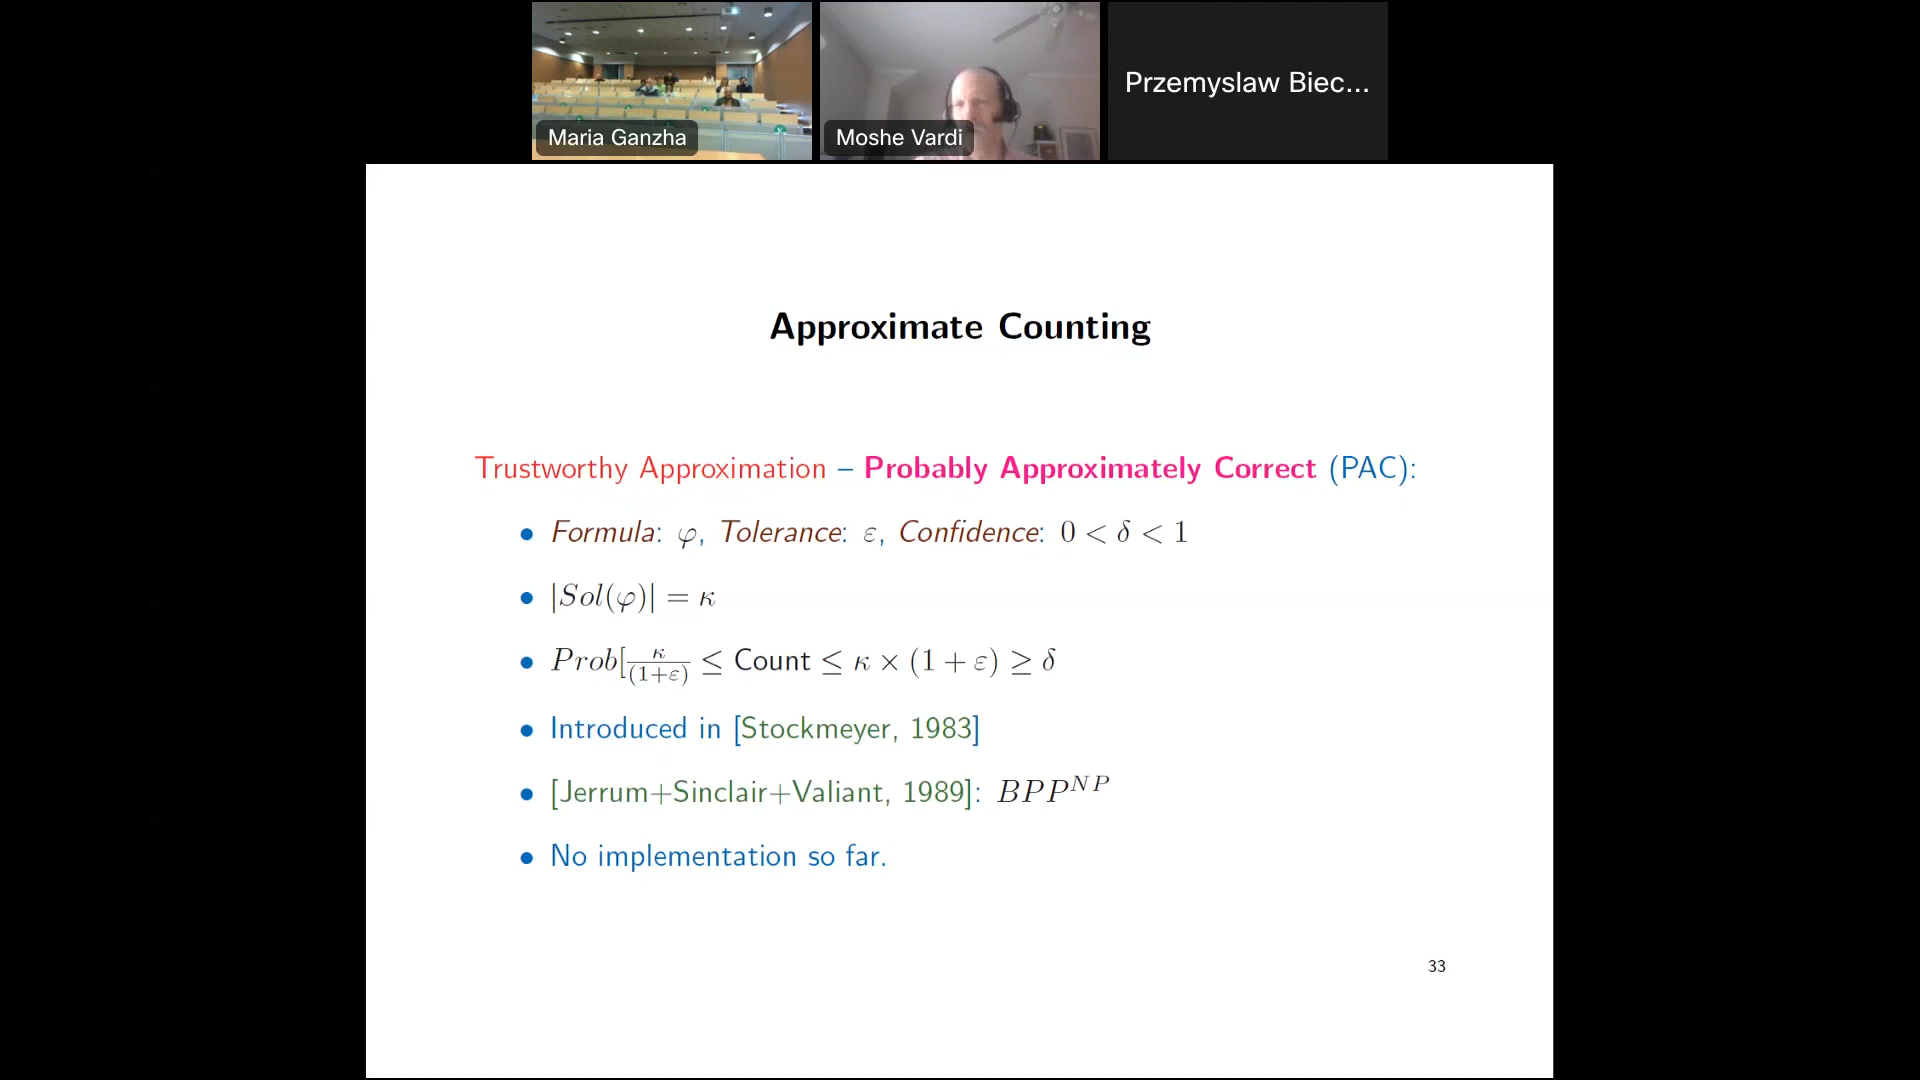 Maria Ganzha
Moshe Vardi
Przemyslaw Biec...
Approximate Counting
Trustworthy Approximation – Probably Approximately Correct (PAC):
• Formula: φ, Tolerance: ε, Confidence: 0 < δ < 1
• |Sol(φ)| = κ
• Prob[κ/(1+ε) ≤ Count ≤ κ × (1 + ε) ≥ δ
• Introduced in [Stockmeyer, 1983]
• [Jerrum+Sinclair+Valiant, 1989]: BPP^NP
• No implementation so far.
33